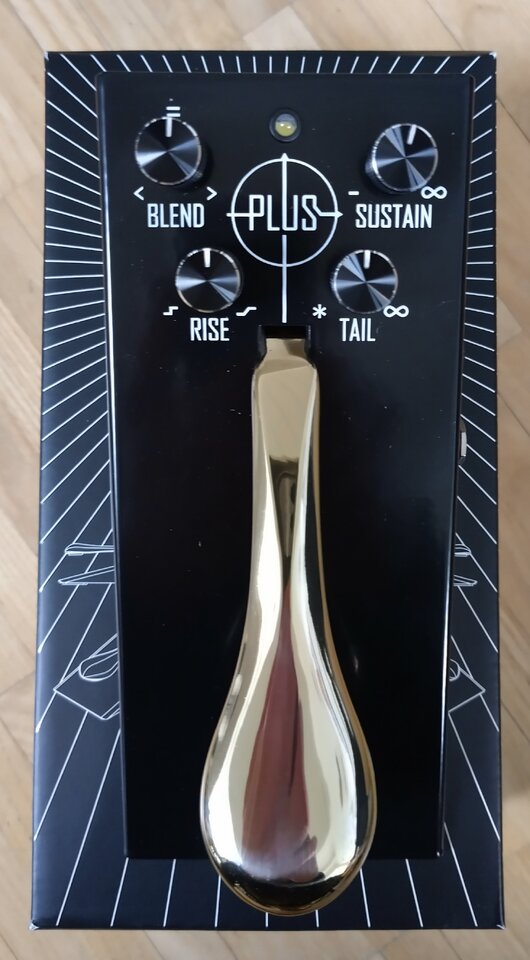 BLEND
PLUS
- SUSTAIN ∞
RISE
* TAIL ∞